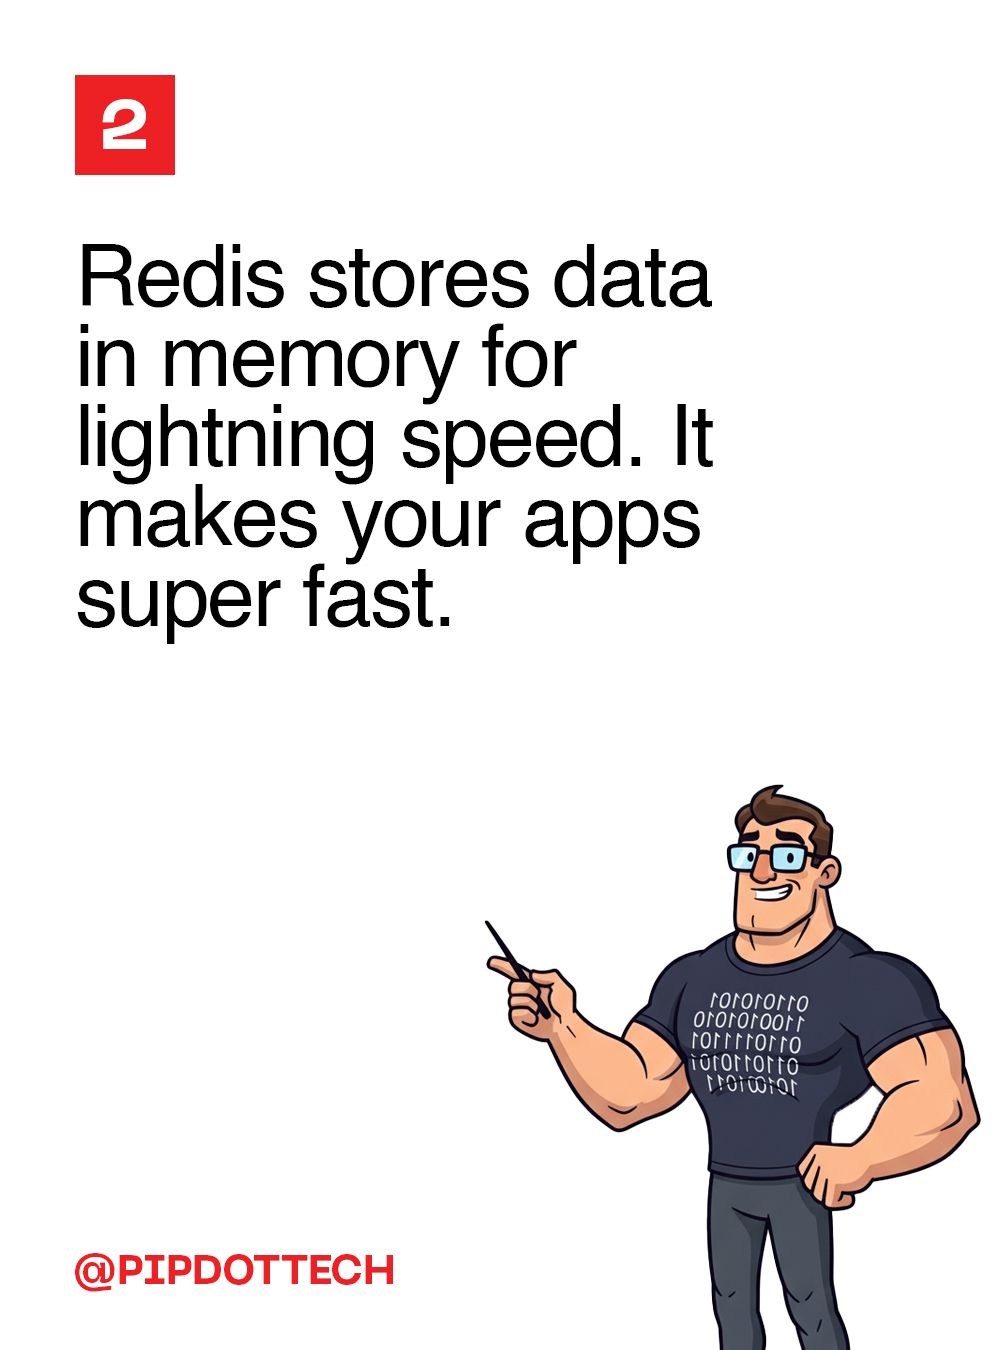 2
Redis stores data
in memory for
lightning speed. It
makes your apps
super fast.
@PIPDOTTECH